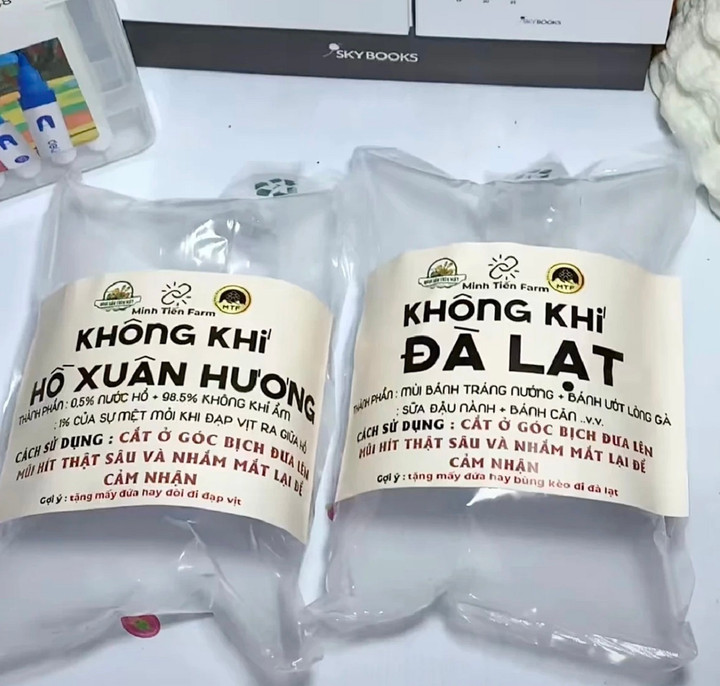 SKYBOOKS
SKYBOOKS
Minh Tiến Farm
MTF
KHÔNG KHÍ
HỒ XUÂN HƯƠNG
THÀNH PHẦN : 0,5% NƯỚC HỒ + 98.5% KHÔNG KHÍ ẨM
: 1% CỦA SỰ MỆT MỎI KHI ĐẠP VỊT RA GIỮA HỒ
CÁCH SỬ DỤNG : CẮT Ở GÓC BỊCH ĐƯA LÊN
MŨI HÍT THẬT SÂU VÀ NHẮM MẮT LẠI ĐỂ
CẢM NHẬN
Gợi ý : tặng mấy đứa hay đòi đi đạp vịt
Minh Tiến Farm
MTF
KHÔNG KHÍ
ĐÀ LẠT
THÀNH PHẦN : MÙI BÁNH TRÁNG NƯỚNG + BÁNH ƯỚT LÒNG GÀ
: SỮA ĐẬU NÀNH + BÁNH CĂN ..v.v.
CÁCH SỬ DỤNG : CẮT Ở GÓC BỊCH ĐƯA LÊN
MŨI HÍT THẬT SÂU VÀ NHẮM MẮT LẠI ĐỂ
CẢM NHẬN
Gợi ý : tặng mấy đứa hay bùng kèo đi đà lạt